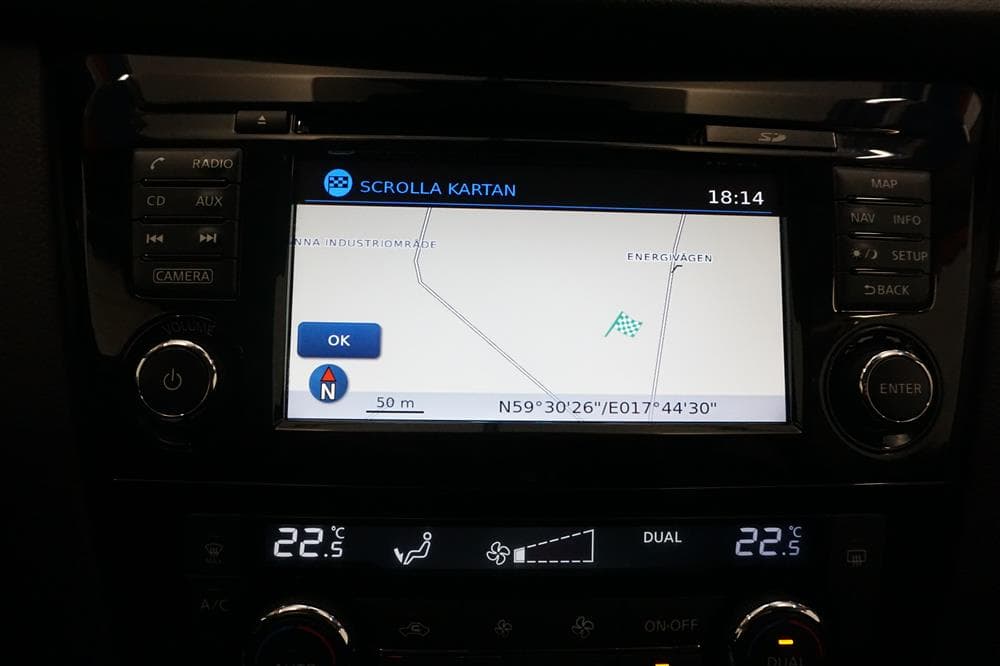 SD
RADIO
CD AUX
CAMERA
VOLUME
SCROLLA KARTAN
18:14
NNA INDUSTRIOMRÅDE
ENERGIVÄGEN
OK
N
50 m
N59°30'26"/E017°44'30"
MAP
NAV INFO
SETUP
BACK
ENTER
22.5 °C
DUAL
22.5 °C
A/C
ON·OFF
DUAL